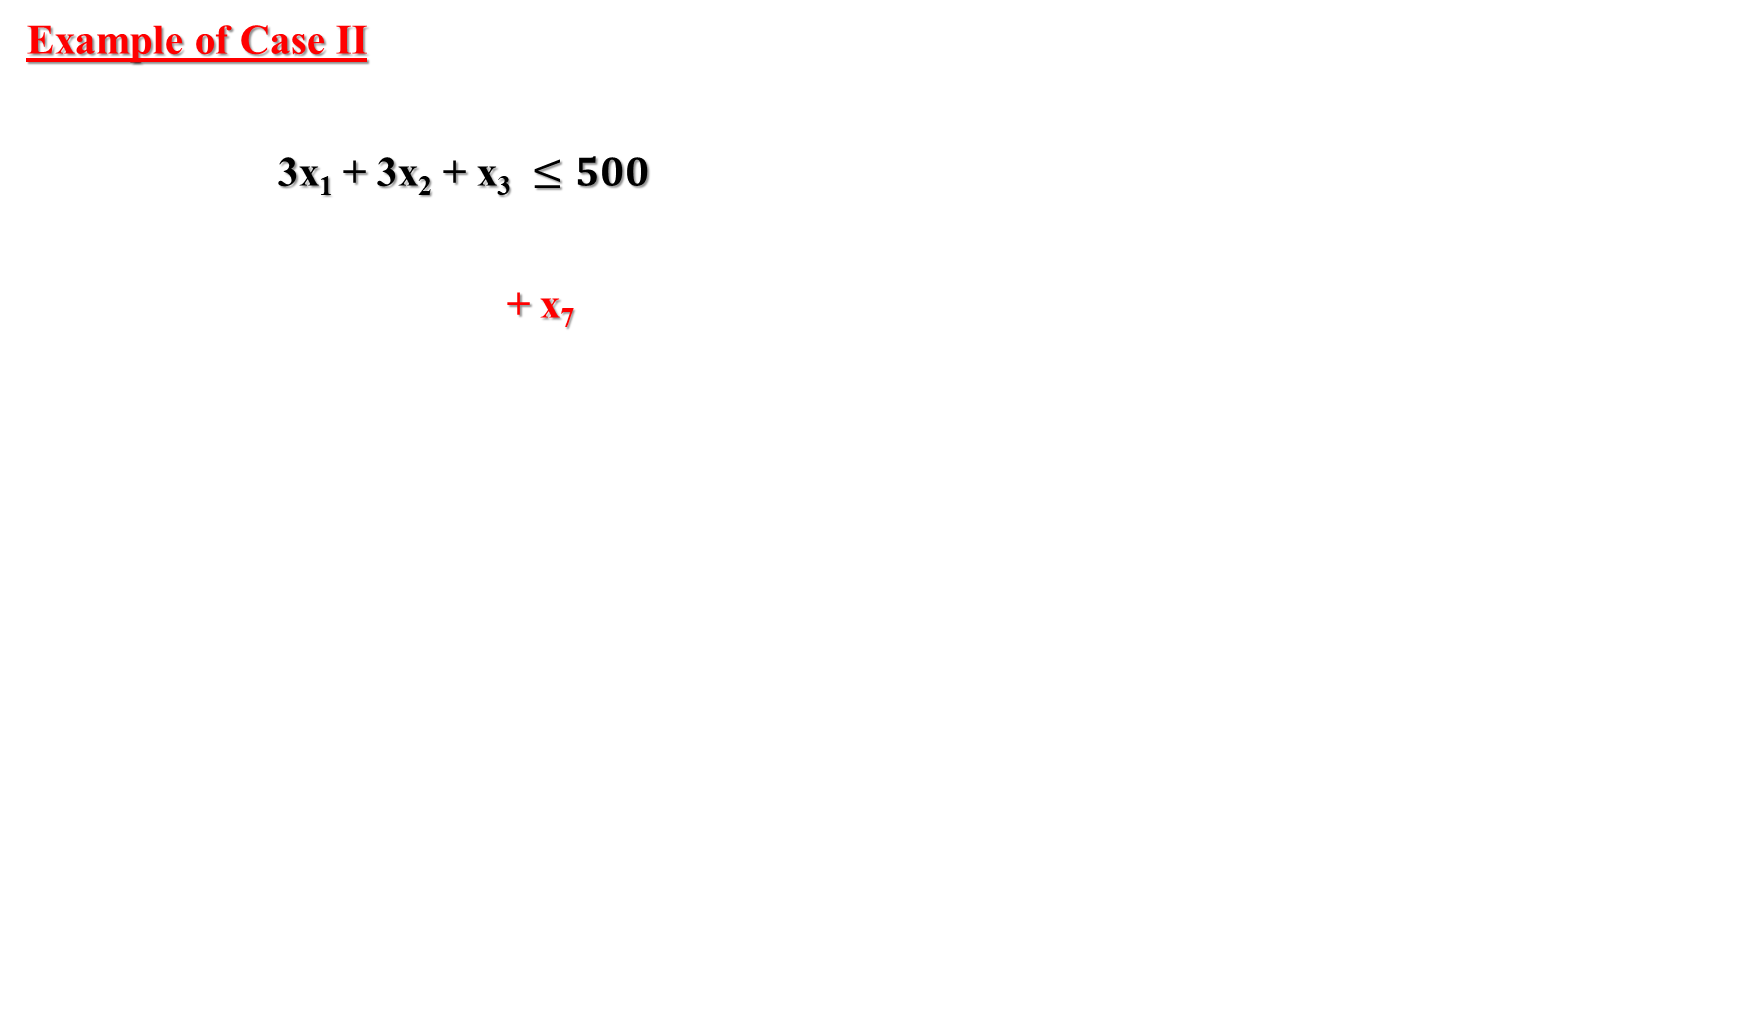 Example of Case II
3x₁ + 3x₂ + x₃ ≤ 500
+ x₇